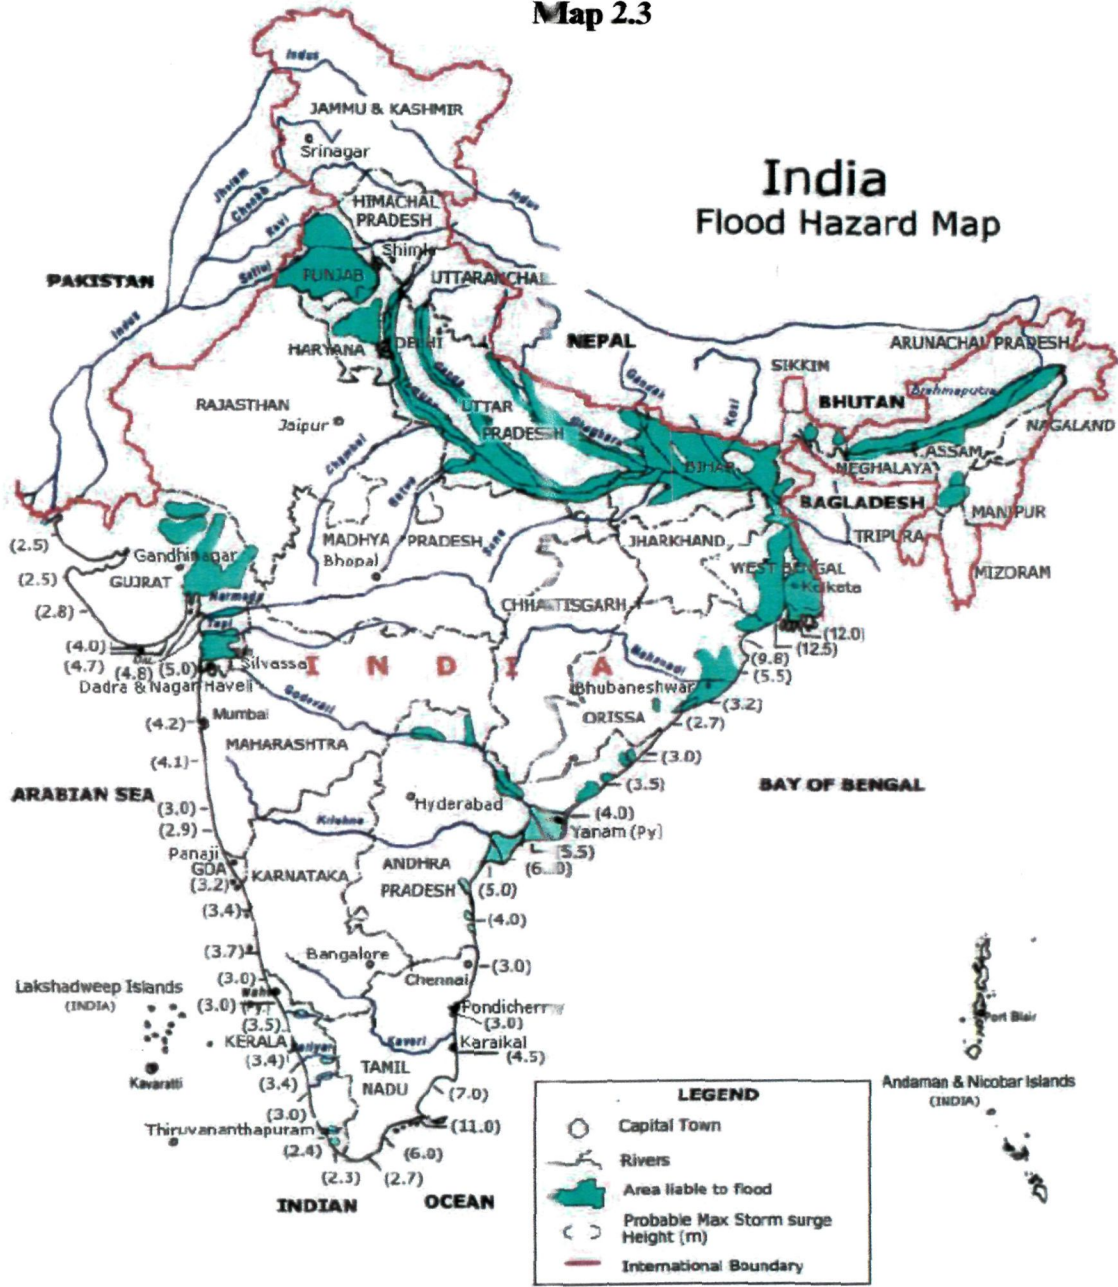 Map 2.3
India
Flood Hazard Map
Indus
JAMMU & KASHMIR
Srinagar
Jhelam
Chenab
Ravi
Indus
HIMACHAL
PRADESH
Shimla
PAKISTAN
Satluj
PUNJAB
UTTARANCHAL
Indus
NEPAL
HARYANA
DELHI
ARUNACHAL PRADESH
SIKKIM
BHUTAN
Brahmaputra
NAGALAND
RAJASTHAN
Jaipur
Ganga
UTTAR
PRADESH
Ghaghara
Gandak
Kosi
BIHAR
ASSAM
MEGHALAYA
BAGLADESH
MANIPUR
TRIPURA
MIZORAM
Chambal
Betwa
Sone
MADHYA PRADESH
Bhopal
JHARKHAND
WEST BENGAL
Kolketa
(2.5)
Gandhinagar
GUJRAT
(2.5)
(2.8)
Narmada
Tapi
CHHATISGARH
(12.0)
(12.5)
(9.8)
(5.5)
(4.0)
(4.7)
(4.8)
(5.0)
Silvassa
Dadra & Nagar Haveli
INDIA
Mahanadi
Bhubaneshwar
ORISSA
(3.2)
(2.7)
(3.0)
(3.5)
(4.0)
Godavari
(4.2)
Mumbai
MAHARASHTRA
(4.1)
ARABIAN SEA
BAY OF BENGAL
(3.0)
(2.9)
Hyderabad
Krishna
Yanam (Py)
(5.5)
Panaji
GOA
(3.2)
KARNATAKA
ANDHRA
PRADESH
(5.0)
(3.4)
(4.0)
(3.7)
Bangalore
Chennai
(3.0)
(3.0)
Lakshadweep Islands
(INDIA)
Mahe
(3.0)
(Py)
(3.5)
Pondicherry
(3.0)
KERALA
Kaveri
Karaikal
(4.5)
(3.4)
Kavaratti
(3.4)
TAMIL
NADU
(7.0)
(3.0)
Thiruvananthapuram
(11.0)
(2.4)
(6.0)
(2.3)
(2.7)
INDIAN OCEAN
Port Blair
Andaman & Nicobar Islands
(INDIA)
LEGEND
Capital Town
Rivers
Area liable to flood
Probable Max Storm surge
Height (m)
International Boundary